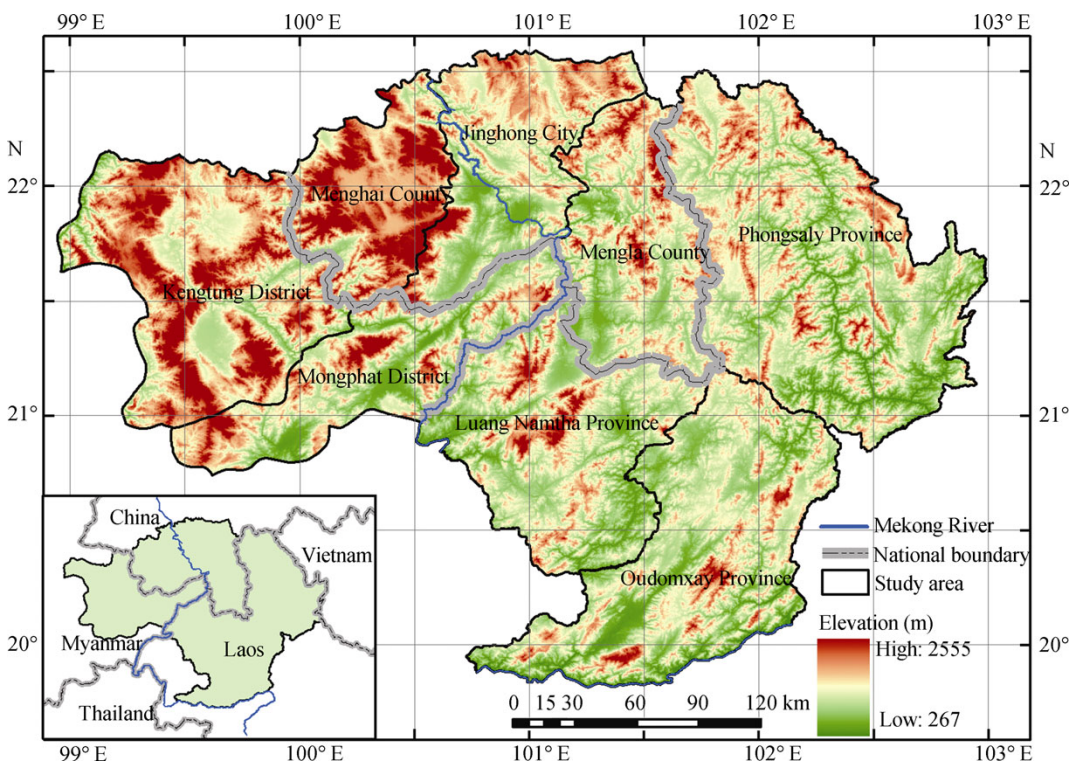 99° E 100° E 101° E 102° E 103° E
N
N
22°
22°
21°
21°
20°
20°
Jinghong City
Menghai County
Mengla County
Phongsaly Province
Kengtung District
Mongphat District
Luang Namtha Province
Oudomxay Province
China
Vietnam
Myanmar
Laos
Thailand
Mekong River
National boundary
Study area
Elevation (m)
High: 2555
Low: 267
0 15 30 60 90 120 km
99° E 100° E 101° E 102° E 103° E